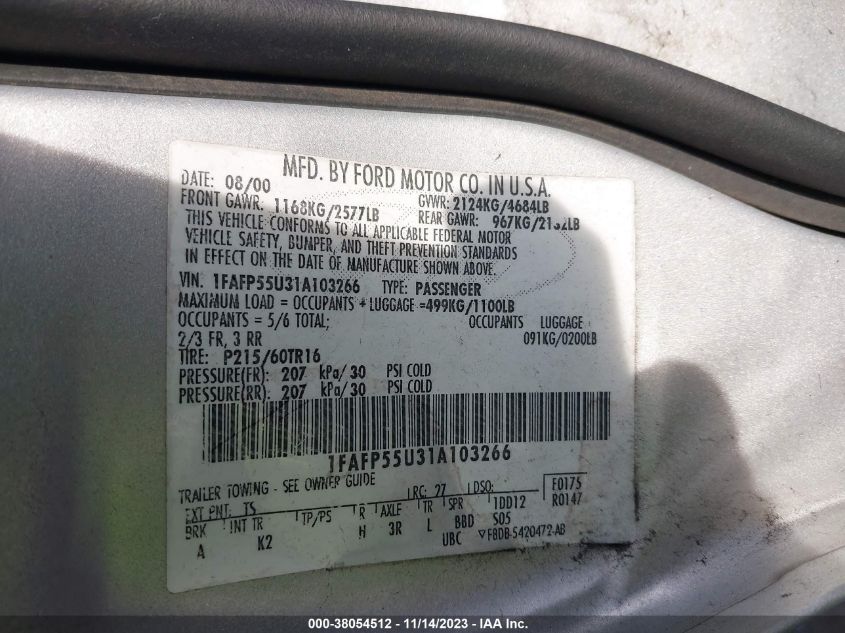 MFD. BY FORD MOTOR CO. IN U.S.A.
DATE: 08/00 GVWR: 2124KG/4684LB
FRONT GAWR: 1168KG/2577LB REAR GAWR: 967KG/2132LB
THIS VEHICLE CONFORMS TO ALL APPLICABLE FEDERAL MOTOR
VEHICLE SAFETY, BUMPER, AND THEFT PREVENTION STANDARDS
IN EFFECT ON THE DATE OF MANUFACTURE SHOWN ABOVE.
VIN: 1FAFP55U31A103266 TYPE: PASSENGER
MAXIMUM LOAD = OCCUPANTS + LUGGAGE =499KG/1100LB
OCCUPANTS = 5/6 TOTAL; OCCUPANTS LUGGAGE
2/3 FR, 3 RR 091KG/0200LB
TIRE: P215/60TR16
PRESSURE(FR): 207 kPa/30 PSI COLD
PRESSURE(RR): 207 kPa/30 PSI COLD
1FAFP55U31A103266
TRAILER TOWING - SEE OWNER GUIDE
EXT PNT: TS RC: 27 DSO: F0175
BRK INT TR TP/PS R AXLE TR SPR 1DD12 R0147
A K2 H 3R L BBD S05
UBC ▽F8DB-5420472-AB
000-38054512 - 11/14/2023 - IAA Inc.